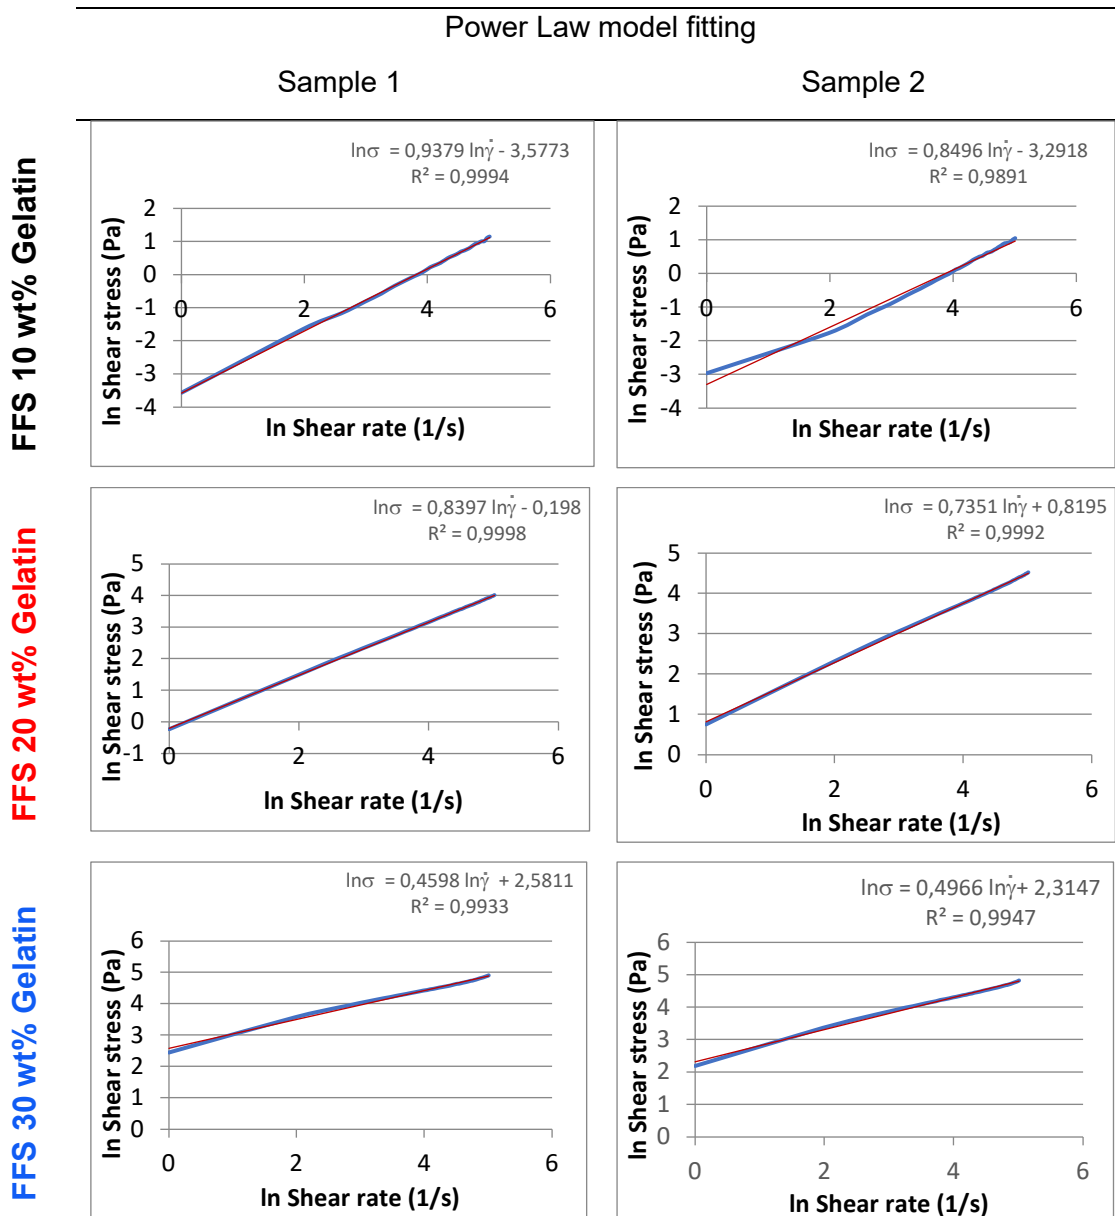 Power Law model fitting
Sample 1
Sample 2
FFS 10 wt% Gelatin
lnσ = 0,9379 lnγ̇ - 3,5773
R² = 0,9994
ln Shear stress (Pa)
2
1
0
-1
-2
-3
-4
0
2
4
6
ln Shear rate (1/s)
lnσ = 0,8496 lnγ̇ - 3,2918
R² = 0,9891
ln Shear stress (Pa)
2
1
0
-1
-2
-3
-4
0
2
4
6
ln Shear rate (1/s)
FFS 20 wt% Gelatin
lnσ = 0,8397 lnγ̇ - 0,198
R² = 0,9998
ln Shear stress (Pa)
5
4
3
2
1
0
-1
0
2
4
6
ln Shear rate (1/s)
lnσ = 0,7351 lnγ̇ + 0,8195
R² = 0,9992
ln Shear stress (Pa)
5
4
3
2
1
0
0
2
4
6
ln Shear rate (1/s)
FFS 30 wt% Gelatin
lnσ = 0,4598 lnγ̇ + 2,5811
R² = 0,9933
ln Shear stress (Pa)
6
5
4
3
2
1
0
0
2
4
6
ln Shear rate (1/s)
lnσ = 0,4966 lnγ̇+ 2,3147
R² = 0,9947
ln Shear stress (Pa)
6
5
4
3
2
1
0
0
2
4
6
ln Shear rate (1/s)